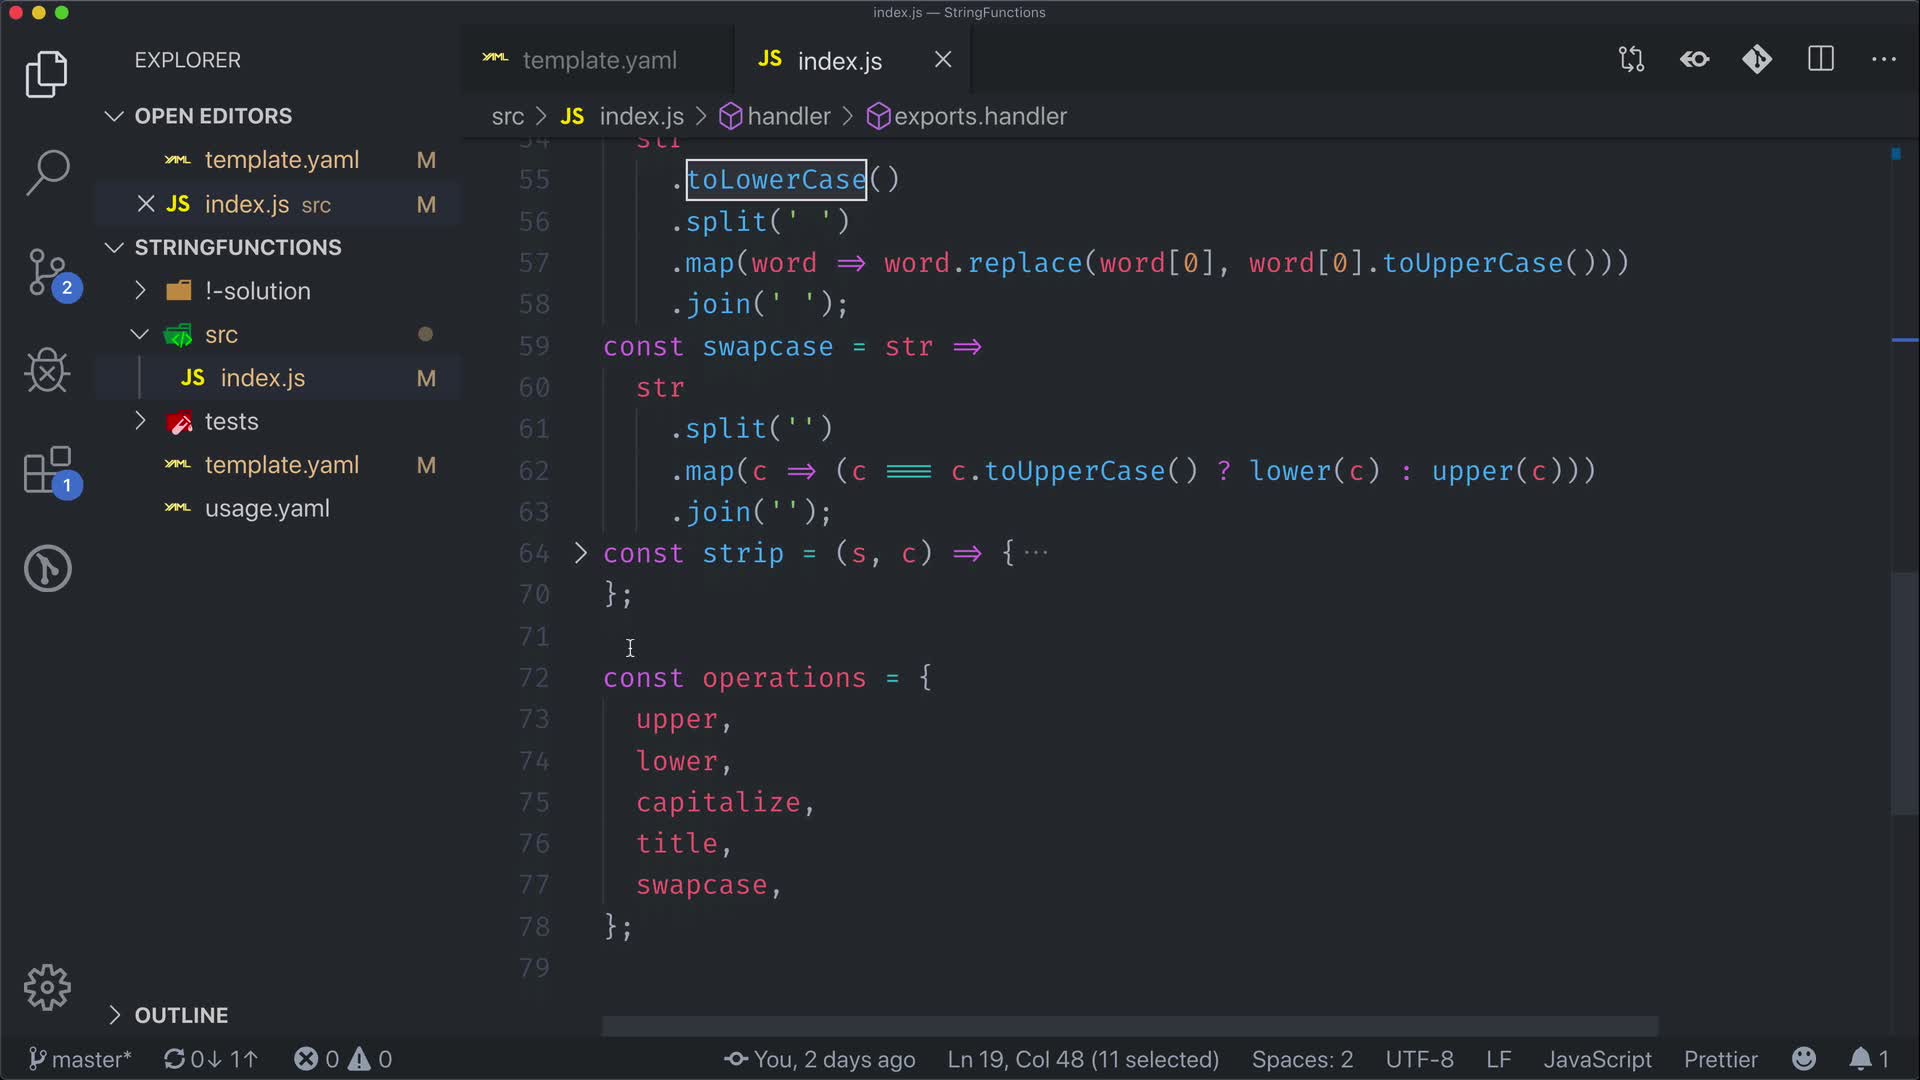 index.js — StringFunctions
EXPLORER
OPEN EDITORS
template.yaml M
JS index.js src M
STRINGFUNCTIONS
!-solution
src
JS index.js M
tests
template.yaml M
usage.yaml
OUTLINE
2
1
template.yaml
JS index.js
src > JS index.js > handler > exports.handler
54 str
55 .toLowerCase()
56 .split(' ')
57 .map(word => word.replace(word[0], word[0].toUpperCase()))
58 .join(' ');
59 const swapcase = str =>
60 str
61 .split('')
62 .map(c => (c === c.toUpperCase() ? lower(c) : upper(c)))
63 .join('');
64 const strip = (s, c) => { ···
70 };
71
72 const operations = {
73 upper,
74 lower,
75 capitalize,
76 title,
77 swapcase,
78 };
79
master* 0↓ 1↑ 0 0 You, 2 days ago Ln 19, Col 48 (11 selected) Spaces: 2 UTF-8 LF JavaScript Prettier 1